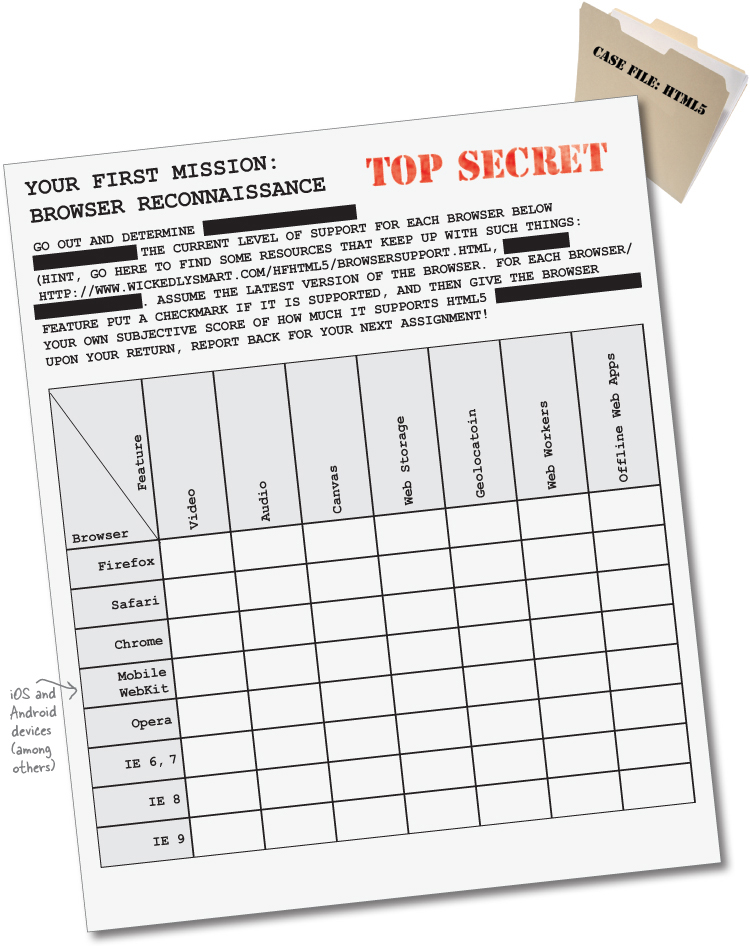 CASE FILE: HTML5
YOUR FIRST MISSION:
BROWSER RECONNAISSANCE
TOP SECRET
GO OUT AND DETERMINE
THE CURRENT LEVEL OF SUPPORT FOR EACH BROWSER BELOW
(HINT, GO HERE TO FIND SOME RESOURCES THAT KEEP UP WITH SUCH THINGS:
HTTP://WWW.WICKEDLYSMART.COM/HFHTML5/BROWSERSUPPORT.HTML,
. ASSUME THE LATEST VERSION OF THE BROWSER. FOR EACH BROWSER/
FEATURE PUT A CHECKMARK IF IT IS SUPPORTED, AND THEN GIVE THE BROWSER
YOUR OWN SUBJECTIVE SCORE OF HOW MUCH IT SUPPORTS HTML5
UPON YOUR RETURN, REPORT BACK FOR YOUR NEXT ASSIGNMENT!
Feature
Browser
Video
Audio
Canvas
Web Storage
Geolocatoin
Web Workers
Offline Web Apps
Firefox
Safari
Chrome
Mobile
WebKit
Opera
IE 6, 7
IE 8
IE 9
iOS and
Android
devices
(among
others)